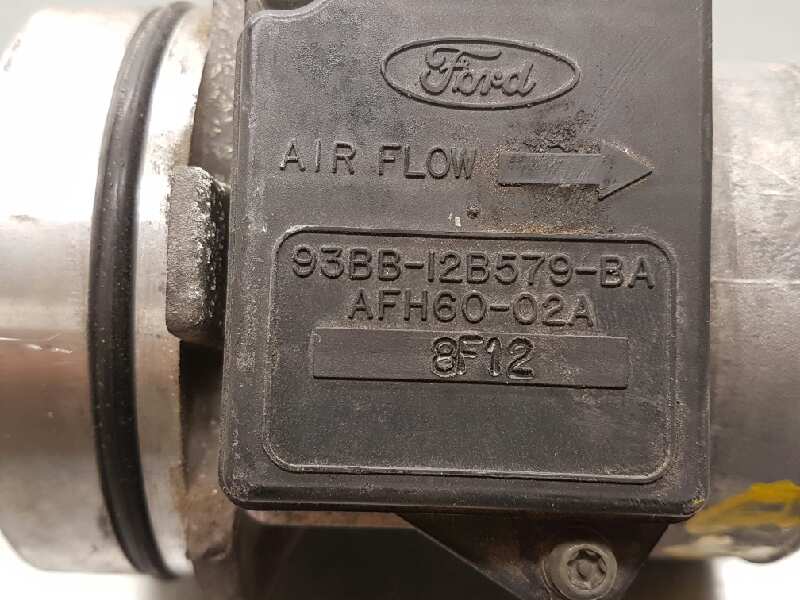 Ford
AIR FLOW
93BB-12B579-BA
AFH60-02A
8F12